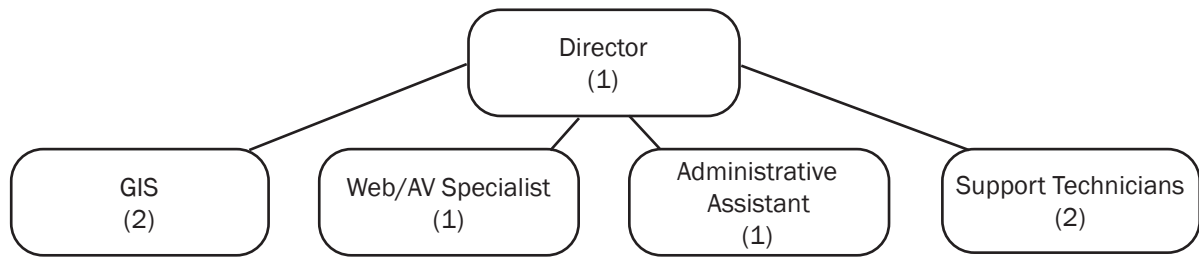 Director
(1)
GIS
(2)
Web/AV Specialist
(1)
Administrative
Assistant
(1)
Support Technicians
(2)